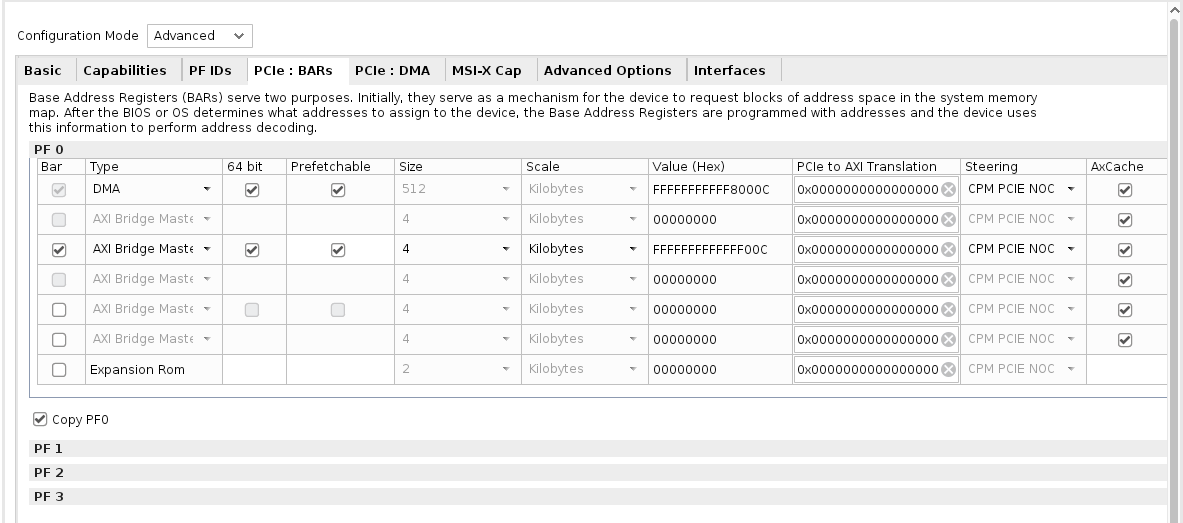 Configuration Mode Advanced
Basic Capabilities PF IDs PCIe : BARs PCIe : DMA MSI-X Cap Advanced Options Interfaces
Base Address Registers (BARs) serve two purposes. Initially, they serve as a mechanism for the device to request blocks of address space in the system memory
map. After the BIOS or OS determines what addresses to assign to the device, the Base Address Registers are programmed with addresses and the device uses
this information to perform address decoding.
PF 0
Bar Type 64 bit Prefetchable Size Scale Value (Hex) PCIe to AXI Translation Steering AxCache
DMA 512 Kilobytes FFFFFFFFFFF8000C 0x0000000000000000 CPM PCIE NOC
AXI Bridge Maste 4 Kilobytes 00000000 0x0000000000000000 CPM PCIE NOC
AXI Bridge Maste 4 Kilobytes FFFFFFFFFFFFF00C 0x0000000000000000 CPM PCIE NOC
AXI Bridge Maste 4 Kilobytes 00000000 0x0000000000000000 CPM PCIE NOC
AXI Bridge Maste 4 Kilobytes 00000000 0x0000000000000000 CPM PCIE NOC
AXI Bridge Maste 4 Kilobytes 00000000 0x0000000000000000 CPM PCIE NOC
Expansion Rom 2 Kilobytes 00000000 0x0000000000000000 CPM PCIE NOC
Copy PF0
PF 1
PF 2
PF 3